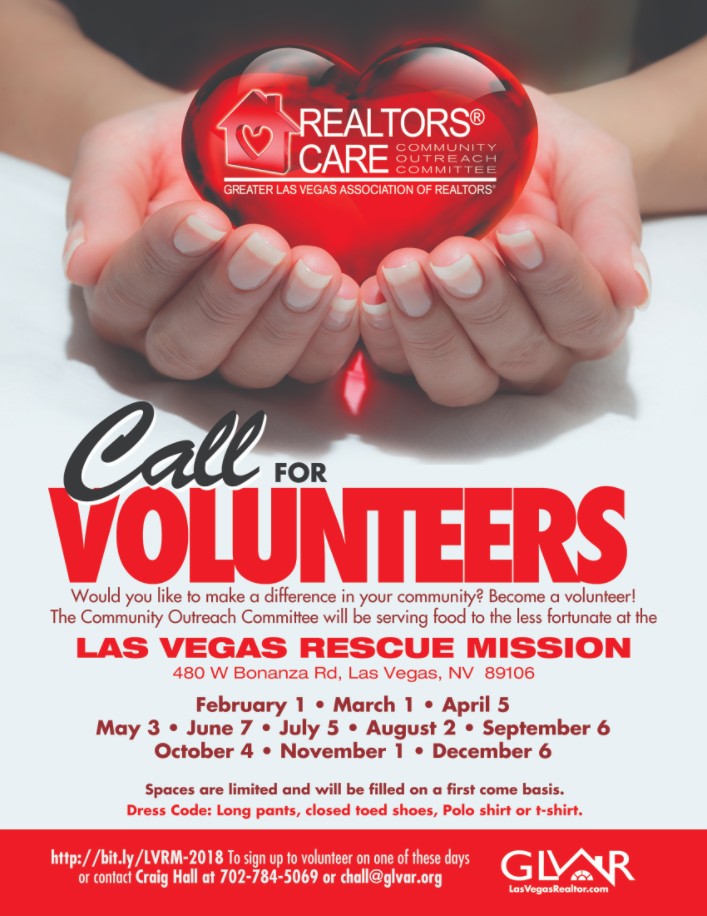 REALTORS®
CARE COMMUNITY OUTREACH COMMITTEE
GREATER LAS VEGAS ASSOCIATION OF REALTORS®
Call FOR
VOLUNTEERS
Would you like to make a difference in your community? Become a volunteer!
The Community Outreach Committee will be serving food to the less fortunate at the
LAS VEGAS RESCUE MISSION
480 W Bonanza Rd, Las Vegas, NV 89106
February 1 • March 1 • April 5
May 3 • June 7 • July 5 • August 2 • September 6
October 4 • November 1 • December 6
Spaces are limited and will be filled on a first come basis.
Dress Code: Long pants, closed toed shoes, Polo shirt or t-shirt.
http://bit.ly/LVRM-2018 To sign up to volunteer on one of these days
or contact Craig Hall at 702-784-5069 or chall@glvar.org
GLVAR
LasVegasRealtor.com